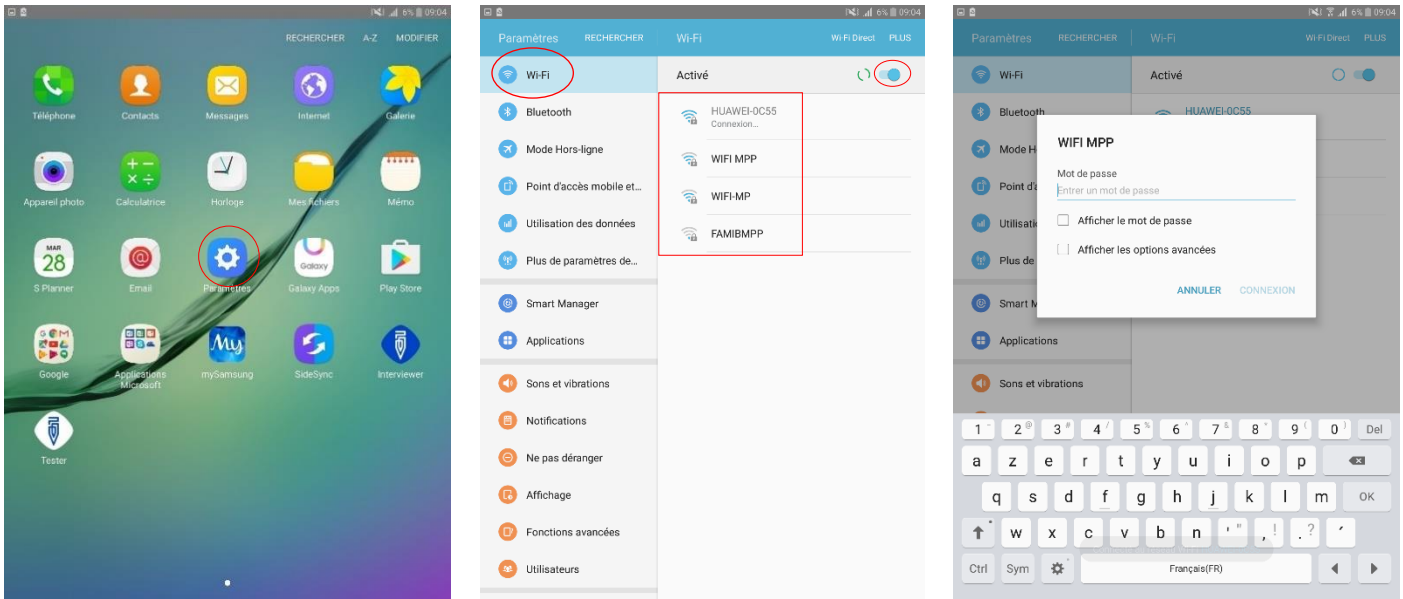 6% 09:04
RECHERCHER A-Z MODIFIER
Téléphone Contacts Messages Internet Galerie
Appareil photo Calculatrice Horloge Mes fichiers Mémo
MAR
28
Galaxy
S Planner Email Paramètres Galaxy Apps Play Store
My
Google Applications Microsoft mySamsung SideSync Interviewer
Tester
6% 09:04
Paramètres RECHERCHER Wi-Fi Wi-Fi Direct PLUS
Wi-Fi Activé
Bluetooth
Mode Hors-ligne
Point d'accès mobile et...
Utilisation des données
Plus de paramètres de...
Smart Manager
Applications
Sons et vibrations
Notifications
Ne pas déranger
Affichage
Fonctions avancées
Utilisateurs
HUAWEI-0C55
Connexion...
WIFI MPP
WIFI-MP
FAMIBMPP
6% 09:04
Paramètres RECHERCHER Wi-Fi Wi-Fi Direct PLUS
Wi-Fi Activé
Bluetooth HUAWEI-0C55
Mode H
Point d'a
Utilisati
Plus de
Smart M
Applications
Sons et vibrations
WIFI MPP
Mot de passe
Entrer un mot de passe
Afficher le mot de passe
Afficher les options avancées
ANNULER CONNEXION
1 - 2 @ 3 # 4 / 5 % 6 ^ 7 & 8 * 9 ( 0 ) Del
a z e r t y u i o p
q s d f g h j k l m OK
w x c v b n ' " , ! . ? ´
Ctrl Sym Français(FR)